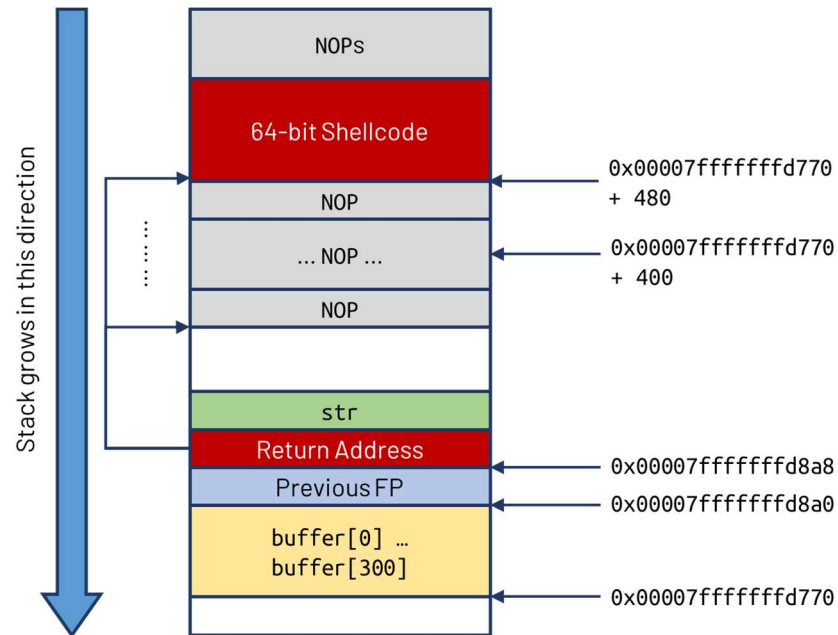 Stack grows in this direction
NOPs
64-bit Shellcode
0x00007fffffffd770
+ 480
NOP
... NOP ...
0x00007fffffffd770
+ 400
NOP
str
Return Address
0x00007fffffffd8a8
Previous FP
0x00007fffffffd8a0
buffer[0] …
buffer[300]
0x00007fffffffd770